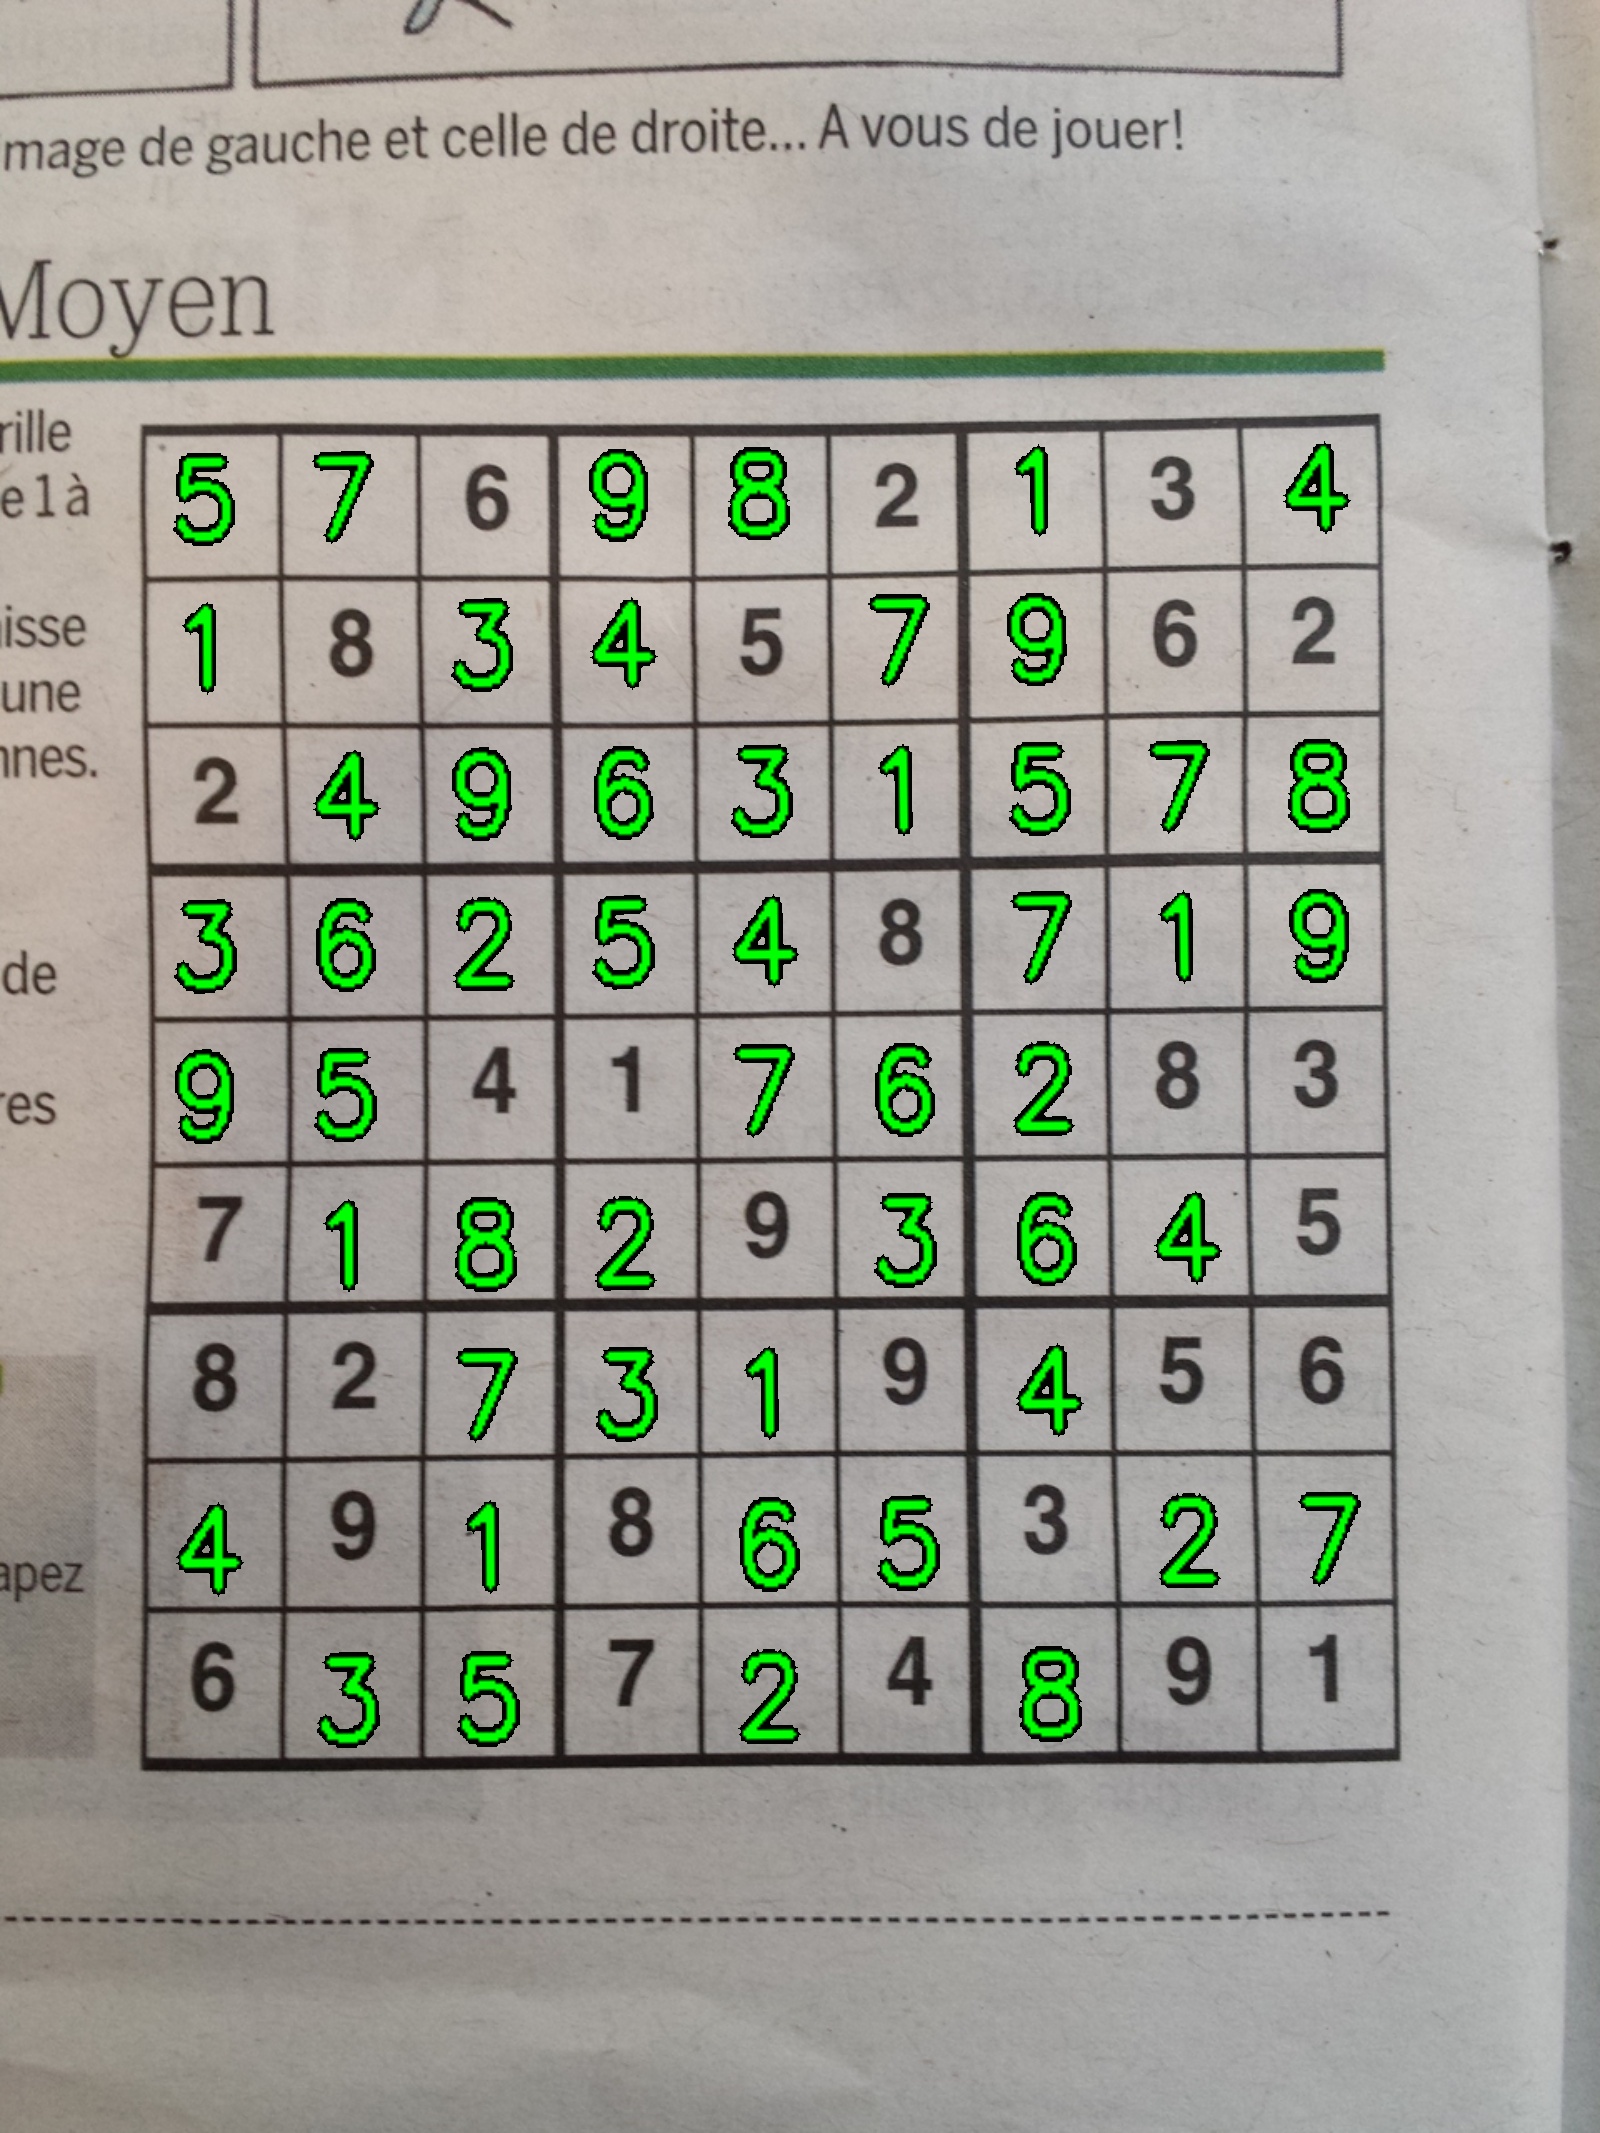 mage de gauche et celle de droite... A vous de jouer!
Moyen
rille
e 1 à
isse
une
nnes.
de
res
apez
5 7 6 9 8 2 1 3 4
1 8 3 4 5 7 9 6 2
2 4 9 6 3 1 5 7 8
3 6 2 5 4 8 7 1 9
9 5 4 1 7 6 2 8 3
7 1 8 2 9 3 6 4 5
8 2 7 3 1 9 4 5 6
4 9 1 8 6 5 3 2 7
6 3 5 7 2 4 8 9 1